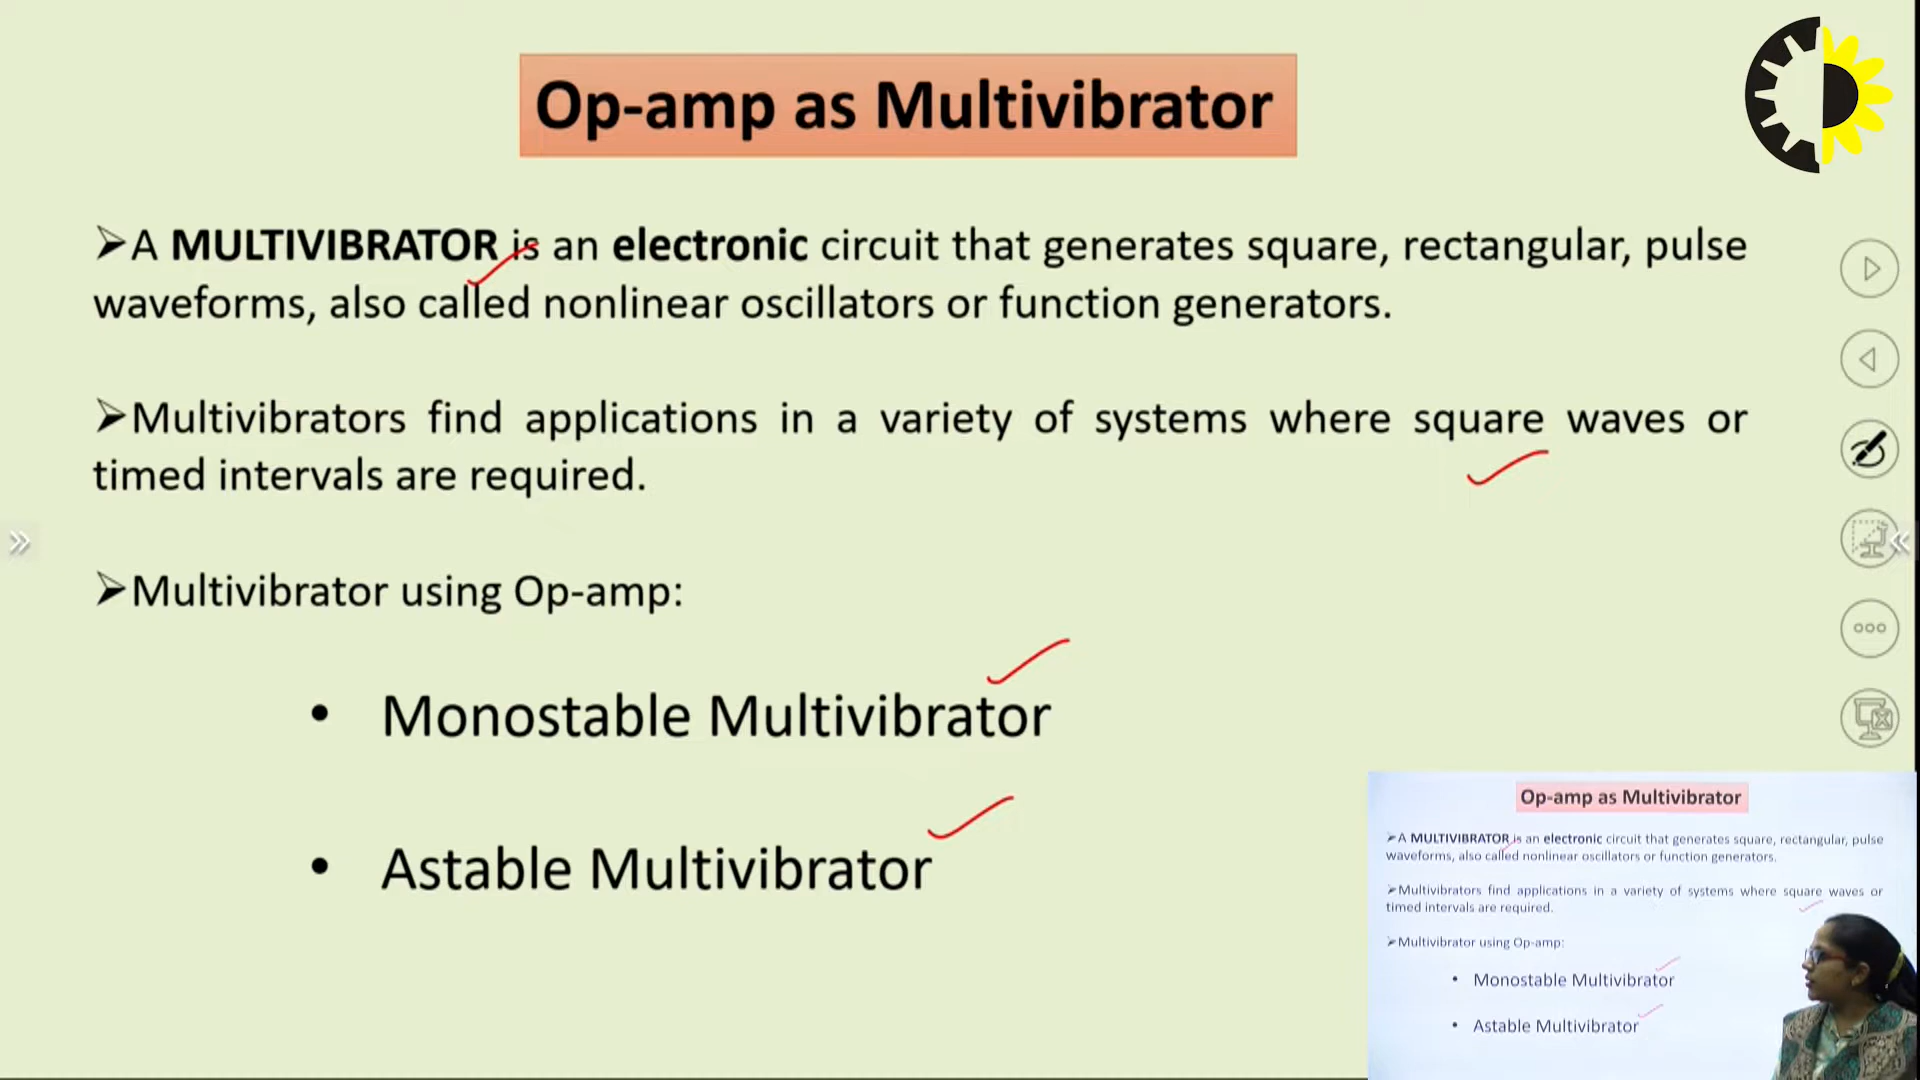 Op-amp as Multivibrator
➢A MULTIVIBRATOR is an electronic circuit that generates square, rectangular, pulse
waveforms, also called nonlinear oscillators or function generators.
➢Multivibrators find applications in a variety of systems where square waves or
timed intervals are required.
➢Multivibrator using Op-amp:
• Monostable Multivibrator
• Astable Multivibrator
Op-amp as Multivibrator
➢A MULTIVIBRATOR is an electronic circuit that generates square, rectangular, pulse
waveforms, also called nonlinear oscillators or function generators.
➢Multivibrators find applications in a variety of systems where square waves or
timed intervals are required.
➢Multivibrator using Op-amp:
• Monostable Multivibrator
• Astable Multivibrator